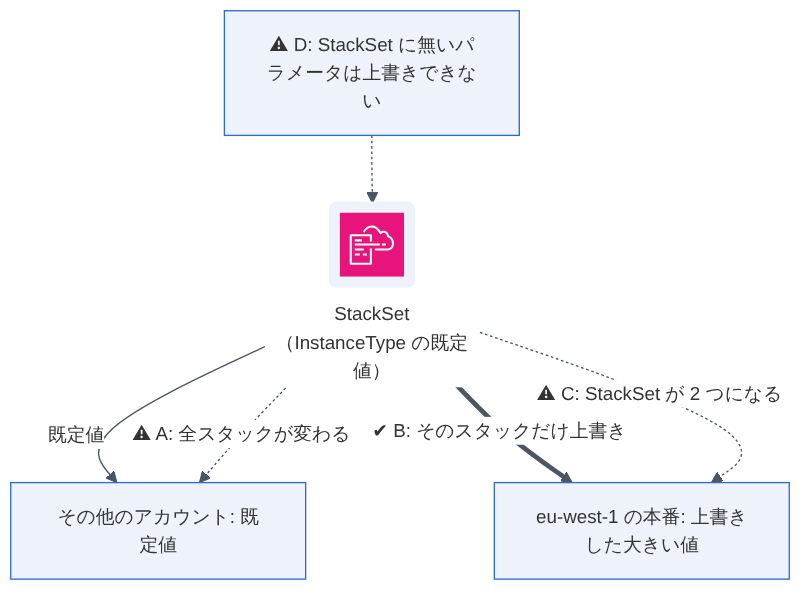 ⚠ D: StackSet に無いパ
ラメータは上書きできな
い
StackSet
（InstanceType の既定
値）
⚠ C: StackSet が 2 つになる
既定値
⚠ A: 全スタックが変わる
✔ B: そのスタックだけ上書き
その他のアカウント: 既
定値
eu-west-1 の本番: 上書き
した大きい値